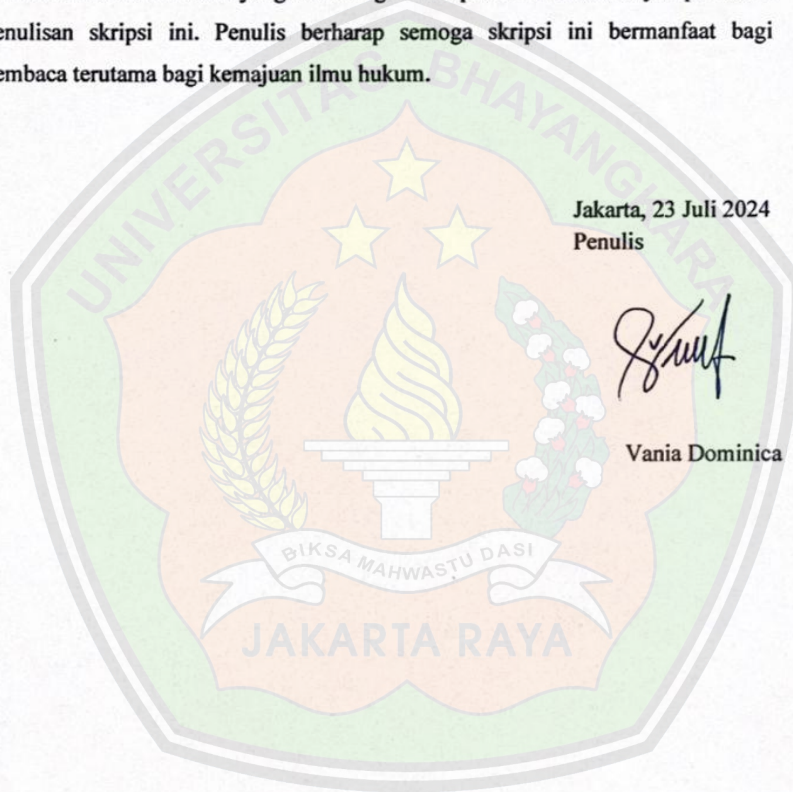 enulisan skripsi ini. Penulis berharap semoga skripsi ini bermanfaat bagi
embaca terutama bagi kemajuan ilmu hukum.
UNIVERSITAS BHAYANGKARA
Jakarta, 23 Juli 2024
Penulis
Vania Dominica
BIKSA MAHWASTU DASI
JAKARTA RAYA